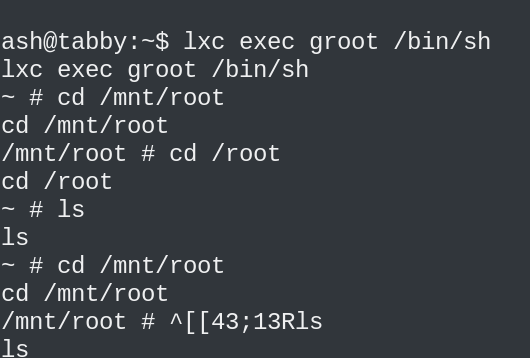 ash@tabby:~$ lxc exec groot /bin/sh
lxc exec groot /bin/sh
~ # cd /mnt/root
cd /mnt/root
/mnt/root # cd /root
cd /root
~ # ls
ls
~ # cd /mnt/root
cd /mnt/root
/mnt/root # ^[[43;13Rls
ls